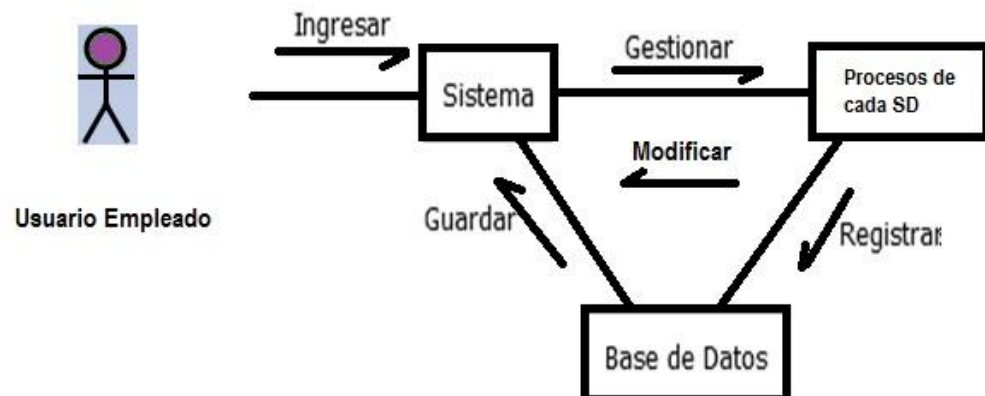 Ingresar
Gestionar
Sistema
Procesos de
cada SD
Modificar
Usuario Empleado
Guardar
Registrar
Base de Datos